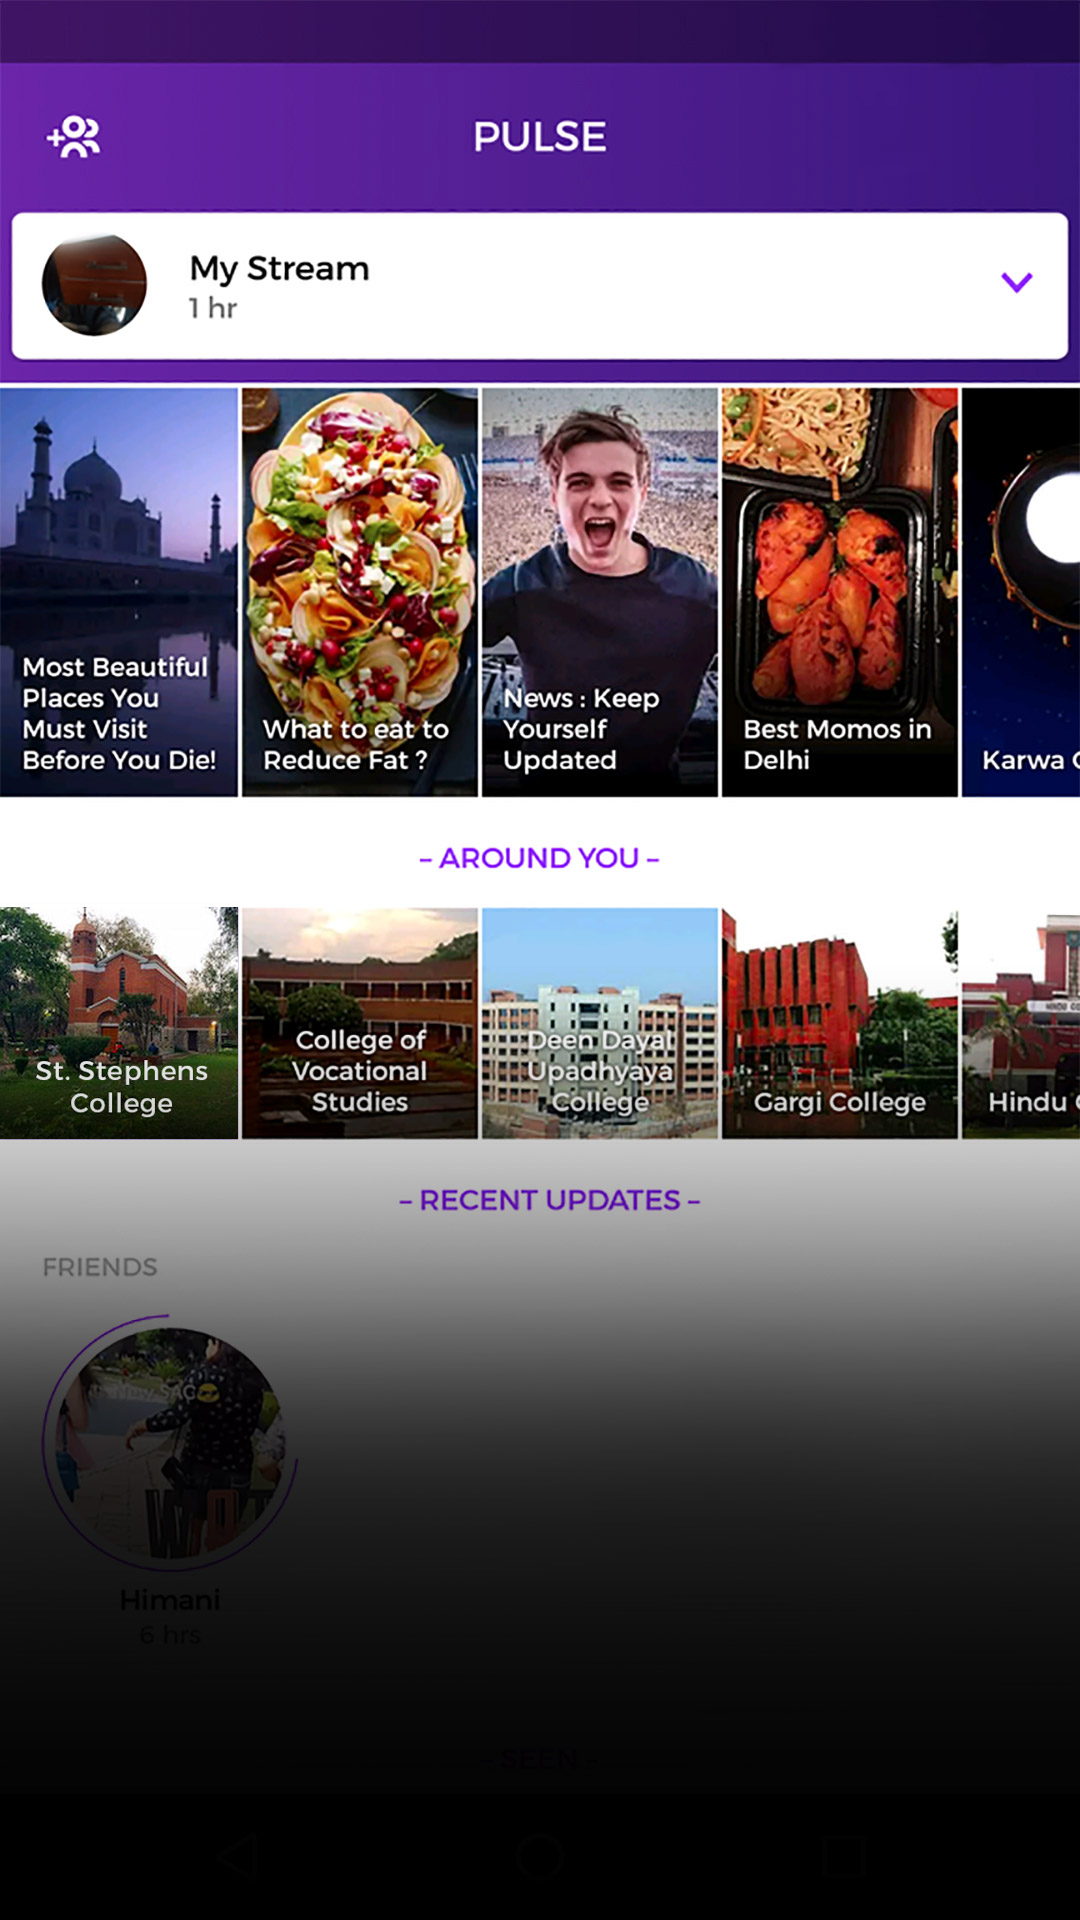 PULSE
My Stream
1 hr
Most Beautiful
Places You
Must Visit
Before You Die!
What to eat to
Reduce Fat ?
News : Keep
Yourself
Updated
Best Momos in
Delhi
Karwa
– AROUND YOU –
St. Stephens
College
College of
Vocational
Studies
Deen Dayal
Upadhyaya
College
Gargi College
Hindu
– RECENT UPDATES –
FRIENDS
Himani
6 hrs
– SEEN –